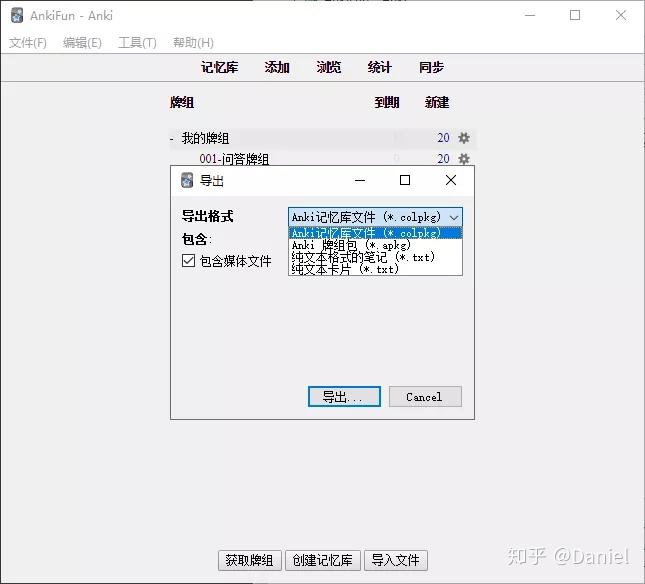 AnkiFun - Anki
文件(F) 编辑(E) 工具(T) 帮助(H)
记忆库 添加 浏览 统计 同步
牌组 到期 新建
- 我的牌组 0 20
001-问答牌组 0 20
导出
导出格式 Anki记忆库文件 (*.colpkg)
Anki记忆库文件 (*.colpkg)
包含:
Anki 牌组包 (*.apkg)
纯文本格式的笔记 (*.txt)
包含媒体文件
纯文本卡片 (*.txt)
导出... Cancel
获取牌组 创建记忆库 导入文件
知乎 @Daniel